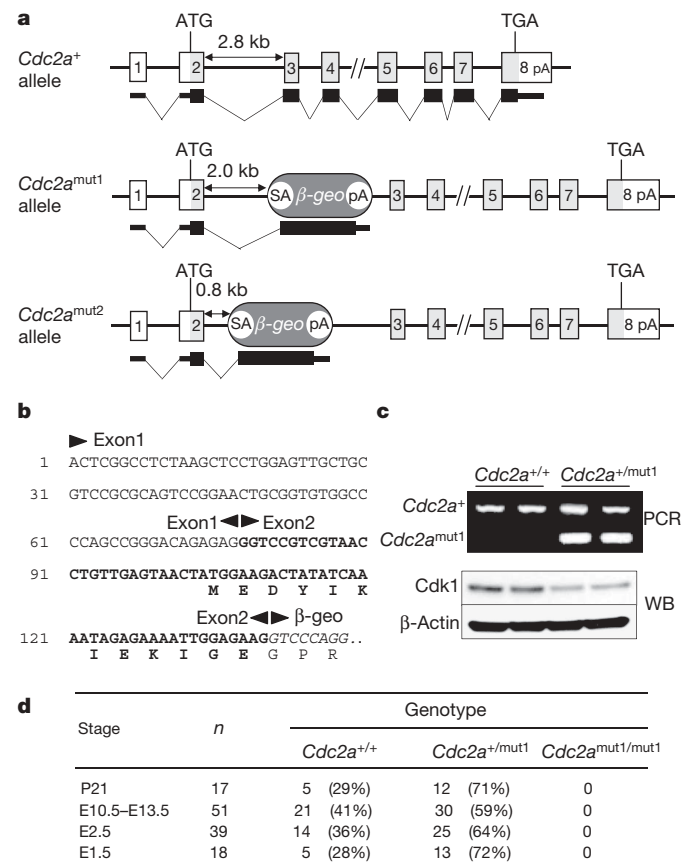 a
ATG TGA
2.8 kb
Cdc2a+ allele
1 2 3 4 // 5 6 7 8 pA
ATG TGA
2.0 kb
Cdc2amut1 allele
1 2 SA β-geo pA 3 4 // 5 6 7 8 pA
ATG TGA
0.8 kb
Cdc2amut2 allele
1 2 SA β-geo pA 3 4 // 5 6 7 8 pA
b
Exon1
1 ACTCGGCCTCTAAGCTCCTGGAGTTGCTGC
31 GTCCGCGCAGTCCGGAACTGCGGTGTGGCC
Exon1 Exon2
61 CCAGCCGGGACAGAGAGGGTCCGTCGTAAC
91 CTGTTGAGTAACTATGGAAGACTATATCAA
M E D Y I K
Exon2 β-geo
121 AATAGAGAAAATTGGAGAAGGTCCCAGG..
I E K I G E G P R
c
Cdc2a+/+ Cdc2a+/mut1
Cdc2a+
Cdc2amut1
PCR
Cdk1
β-Actin
WB
d
Stage n Genotype
Cdc2a+/+ Cdc2a+/mut1 Cdc2amut1/mut1
P21 17 5 (29%) 12 (71%) 0
E10.5–E13.5 51 21 (41%) 30 (59%) 0
E2.5 39 14 (36%) 25 (64%) 0
E1.5 18 5 (28%) 13 (72%) 0